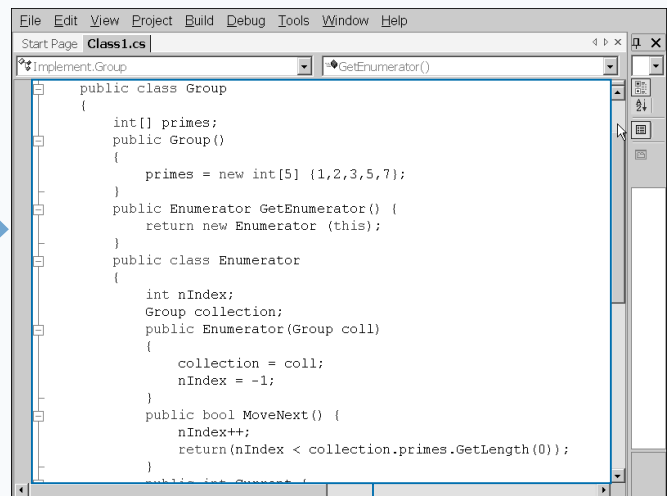 File Edit View Project Build Debug Tools Window Help
Start Page Class1.cs
Implement.Group GetEnumerator()
public class Group
{
int[] primes;
public Group()
{
primes = new int[5] {1,2,3,5,7};
}
public Enumerator GetEnumerator() {
return new Enumerator (this);
}
public class Enumerator
{
int nIndex;
Group collection;
public Enumerator(Group coll)
{
collection = coll;
nIndex = -1;
}
public bool MoveNext() {
nIndex++;
return(nIndex < collection.primes.GetLength(0));
}
public int Current {